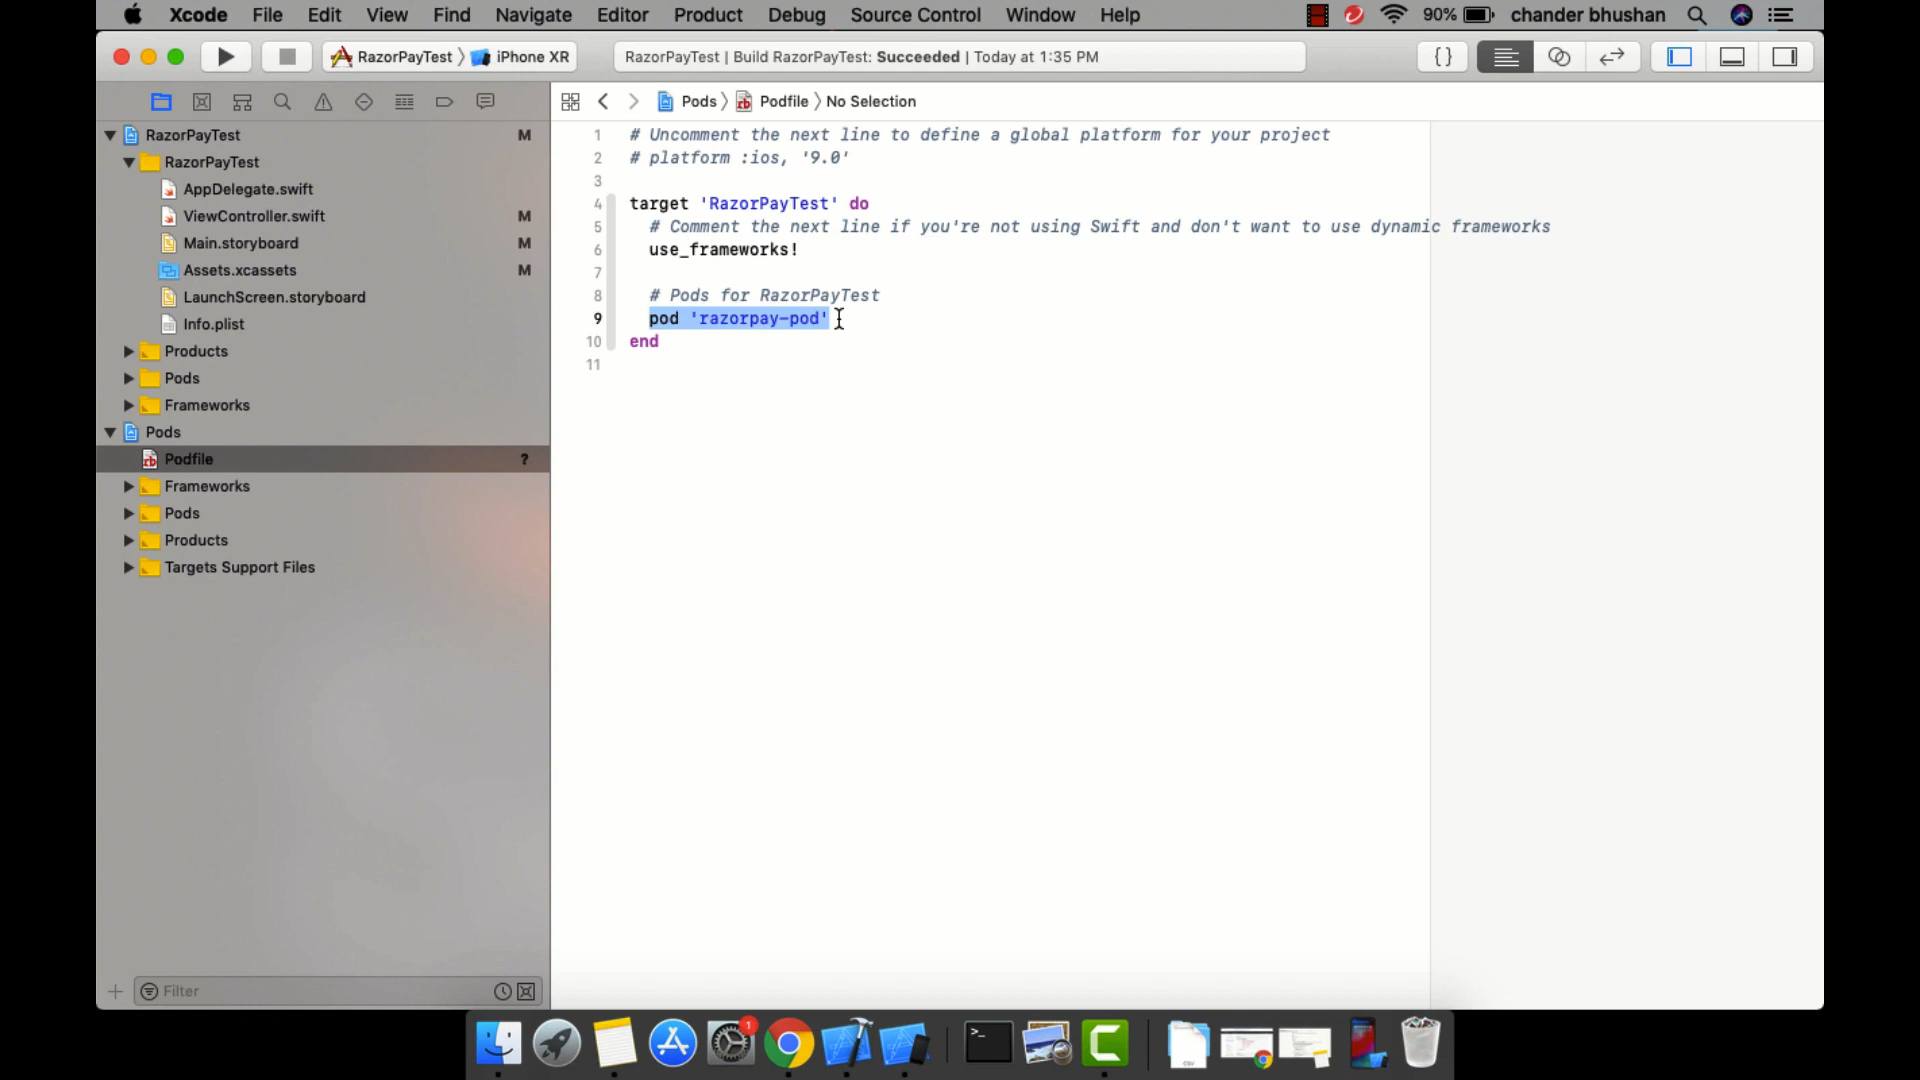 Xcode File Edit View Find Navigate Editor Product Debug Source Control Window Help 90% chander bhushan
RazorPayTest iPhone XR RazorPayTest | Build RazorPayTest: Succeeded | Today at 1:35 PM
Pods Podfile No Selection
RazorPayTest M
RazorPayTest
AppDelegate.swift
ViewController.swift M
Main.storyboard M
Assets.xcassets M
LaunchScreen.storyboard
Info.plist
Products
Pods
Frameworks
Pods
Podfile ?
Frameworks
Pods
Products
Targets Support Files
Filter
1 # Uncomment the next line to define a global platform for your project
2 # platform :ios, '9.0'
3
4 target 'RazorPayTest' do
5 # Comment the next line if you're not using Swift and don't want to use dynamic frameworks
6 use_frameworks!
7
8 # Pods for RazorPayTest
9 pod 'razorpay-pod'
10 end
11
1
>_
CSV